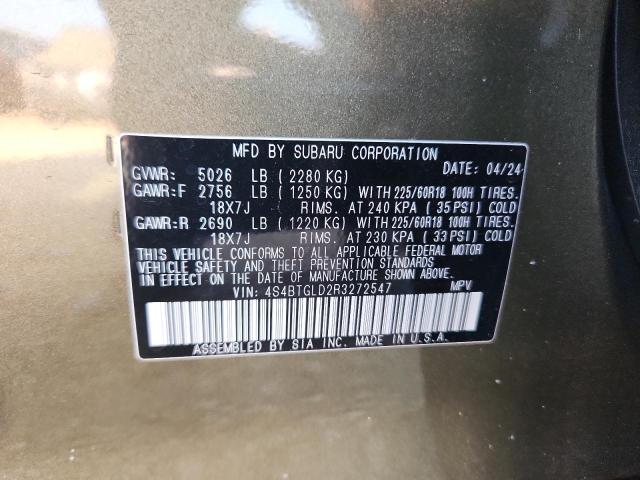 MFD BY SUBARU CORPORATION
GVWR: 5026 LB ( 2280 KG) DATE: 04/24
GAWR:F 2756 LB ( 1250 KG) WITH 225/60R18 100H TIRES.
18X7J RIMS. AT 240 KPA ( 35 PSI) COLD
GAWR:R 2690 LB ( 1220 KG) WITH 225/60R18 100H TIRES.
18X7J RIMS. AT 230 KPA ( 33 PSI) COLD
THIS VEHICLE CONFORMS TO ALL APPLICABLE FEDERAL MOTOR
VEHICLE SAFETY AND THEFT PREVENTION STANDARDS
IN EFFECT ON THE DATE OF MANUFACTURE SHOWN ABOVE.
VIN: 4S4BTGLD2R3272547 MPV
ASSEMBLED BY SIA INC. MADE IN U.S.A.